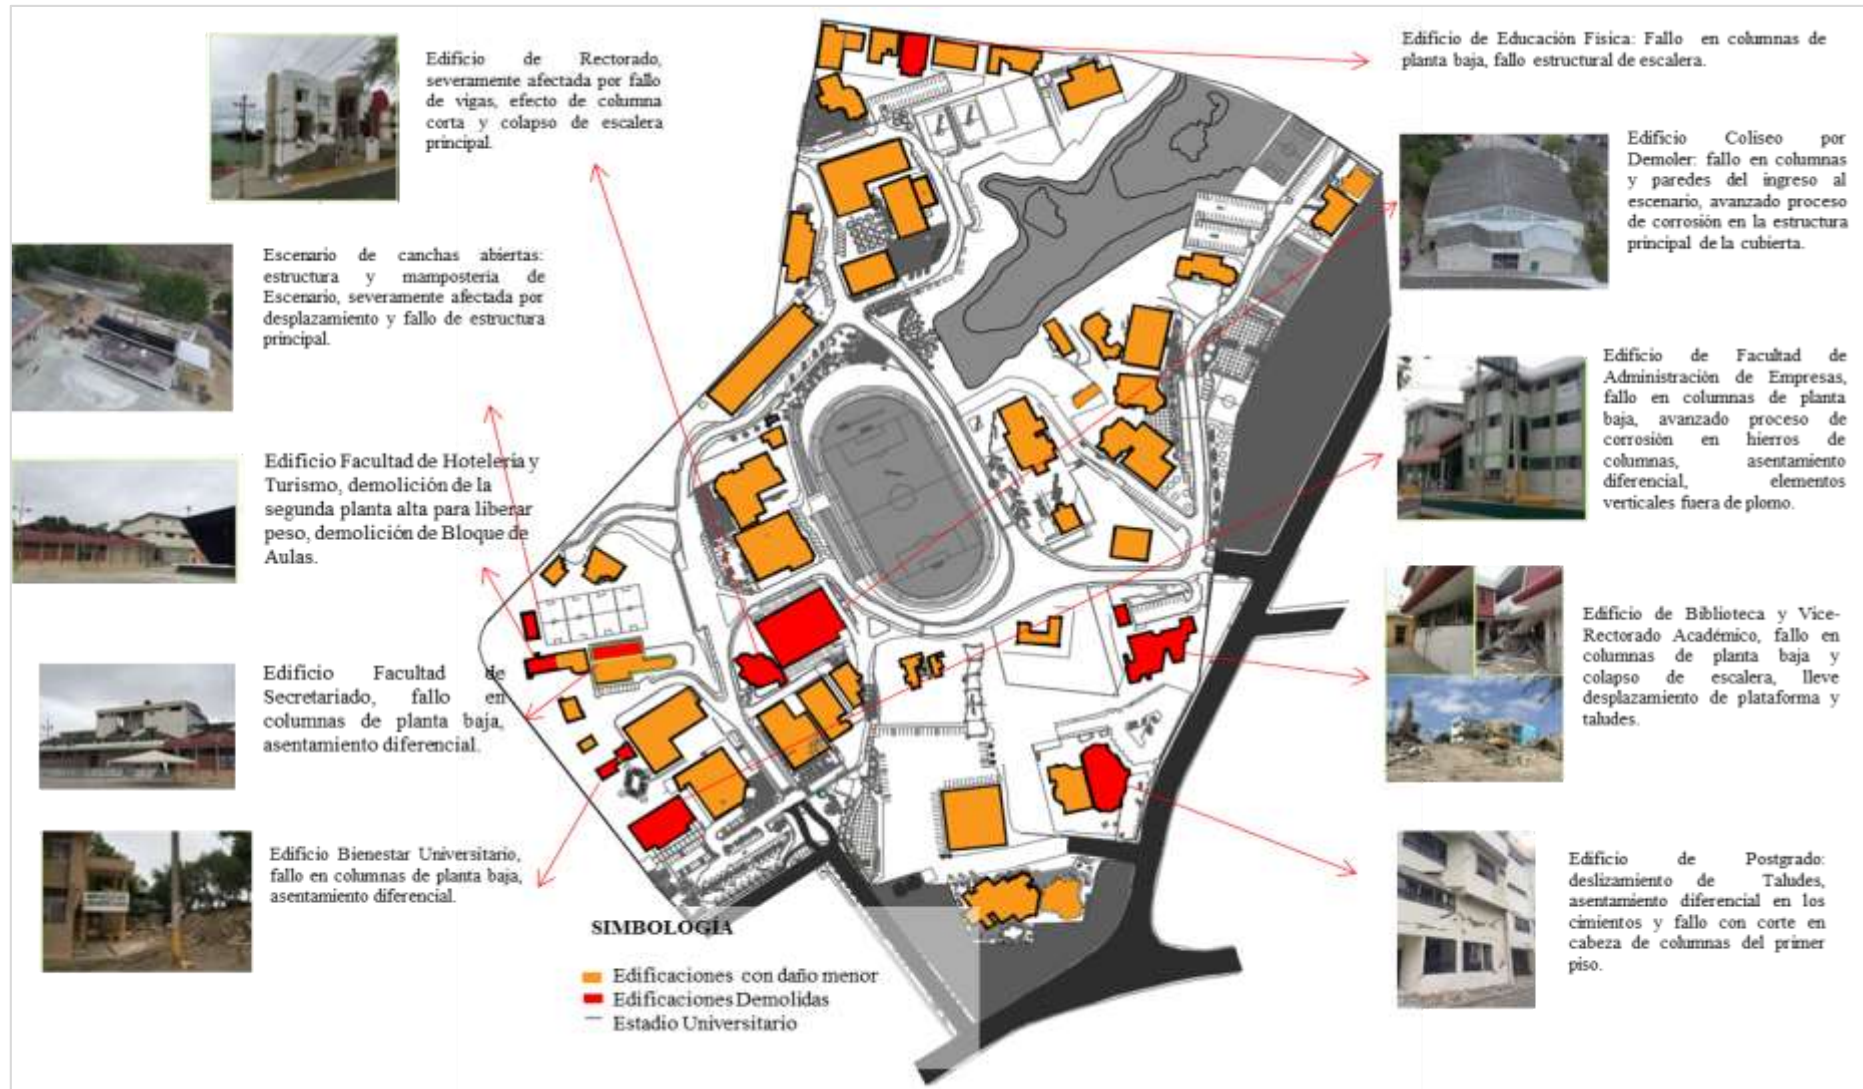 Edificio de Rectorado,
severamente afectada por fallo
de vigas, efecto de columna
corta y colapso de escalera
principal.
Escenario de canchas abiertas:
estructura y mampostería de
Escenario, severamente afectada por
desplazamiento y fallo de estructura
principal.
Edificio Facultad de Hotelería y
Turismo, demolición de la
segunda planta alta para liberar
peso, demolición de Bloque de
Aulas.
Edificio Facultad de
Secretariado, fallo en
columnas de planta baja,
asentamiento diferencial.
Edificio Bienestar Universitario,
fallo en columnas de planta baja,
asentamiento diferencial.
Edificio de Educación Física: Fallo en columnas de
planta baja, fallo estructural de escalera.
Edificio Coliseo por
Demoler: fallo en columnas
y paredes del ingreso al
escenario, avanzado proceso
de corrosión en la estructura
principal de la cubierta.
Edificio de Facultad de
Administración de Empresas,
fallo en columnas de planta
baja, avanzado proceso de
corrosión en hierros de
columnas, asentamiento
diferencial, elementos
verticales fuera de plomo.
Edificio de Biblioteca y Vice-
Rectorado Académico, fallo en
columnas de planta baja y
colapso de escalera, lleve
desplazamiento de plataforma y
taludes.
Edificio de Postgrado:
deslizamiento de Taludes,
asentamiento diferencial en los
cimientos y fallo con corte en
cabeza de columnas del primer
piso.
SIMBOLOGÍA
Edificaciones con daño menor
Edificaciones Demolidas
Estadio Universitario